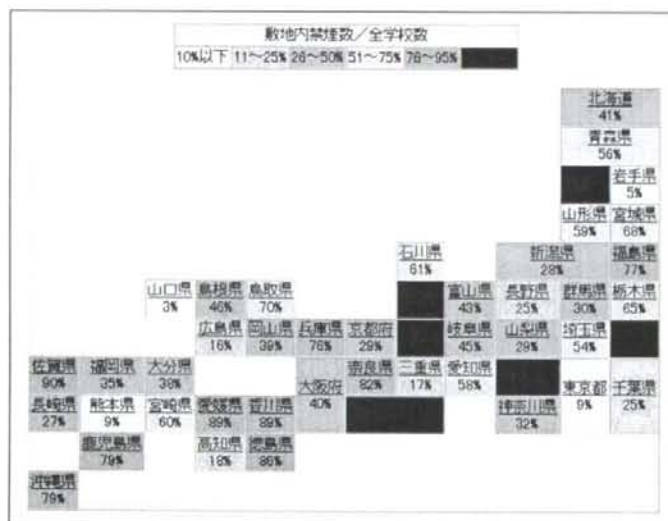 敷地内禁煙数／全学校数
10%以下 11～25% 26～50% 51～75% 76～95%
北海道
41%
青森県
56%
岩手県
5%
山形県 宮城県
59% 68%
石川県 新潟県 福島県
61% 28% 77%
山口県 島根県 鳥取県 富山県 長野県 群馬県 栃木県
3% 46% 70% 43% 25% 30% 65%
広島県 岡山県 兵庫県 京都府 岐阜県 山梨県 埼玉県
16% 39% 76% 29% 45% 29% 54%
佐賀県 福岡県 大分県 大阪府 奈良県 三重県 愛知県
90% 35% 38% 40% 82% 17% 58%
長崎県 熊本県 宮崎県 愛媛県 香川県 神奈川県 東京都 千葉県
27% 9% 60% 89% 89% 32% 9% 25%
鹿児島県 高知県 徳島県
79% 18% 86%
沖縄県
79%